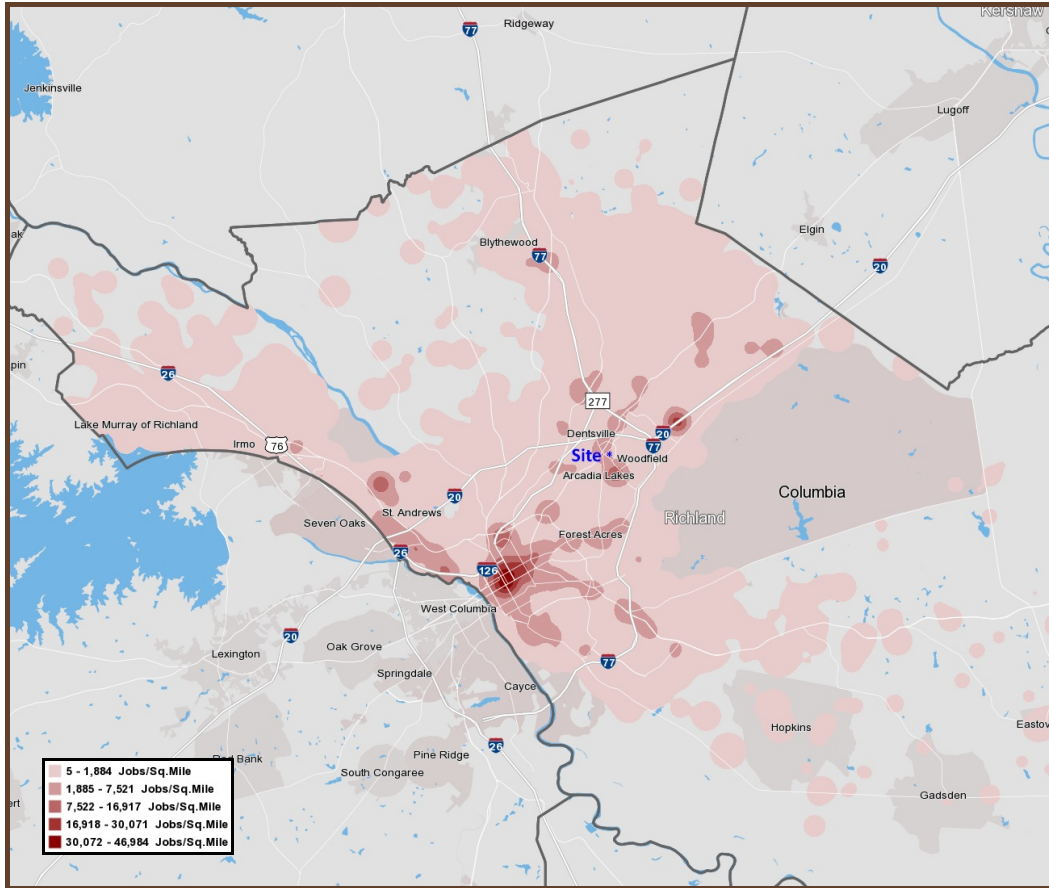 Kershaw
77
Ridgeway
Jenkinsville
Lugoff
Elgin
Blythewood
77
20
26
pin
277
Lake Murray of Richland
Irmo
76
Dentsville
20
77
Site
Woodfield
Arcadia Lakes
Columbia
20
St. Andrews
Seven Oaks
Richland
Forest Acres
26
126
West Columbia
20
Lexington
Oak Grove
Springdale
77
Cayce
Hopkins
Eastov
26
Pine Ridge
Bank
South Congaree
Gadsden
ert
5 - 1,884 Jobs/Sq.Mile
1,885 - 7,521 Jobs/Sq.Mile
7,522 - 16,917 Jobs/Sq.Mile
16,918 - 30,071 Jobs/Sq.Mile
30,072 - 46,984 Jobs/Sq.Mile